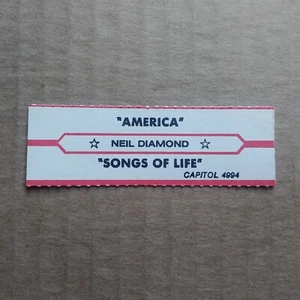 "AMERICA"
☆ NEIL DIAMOND ☆
"SONGS OF LIFE"
CAPITOL 4994